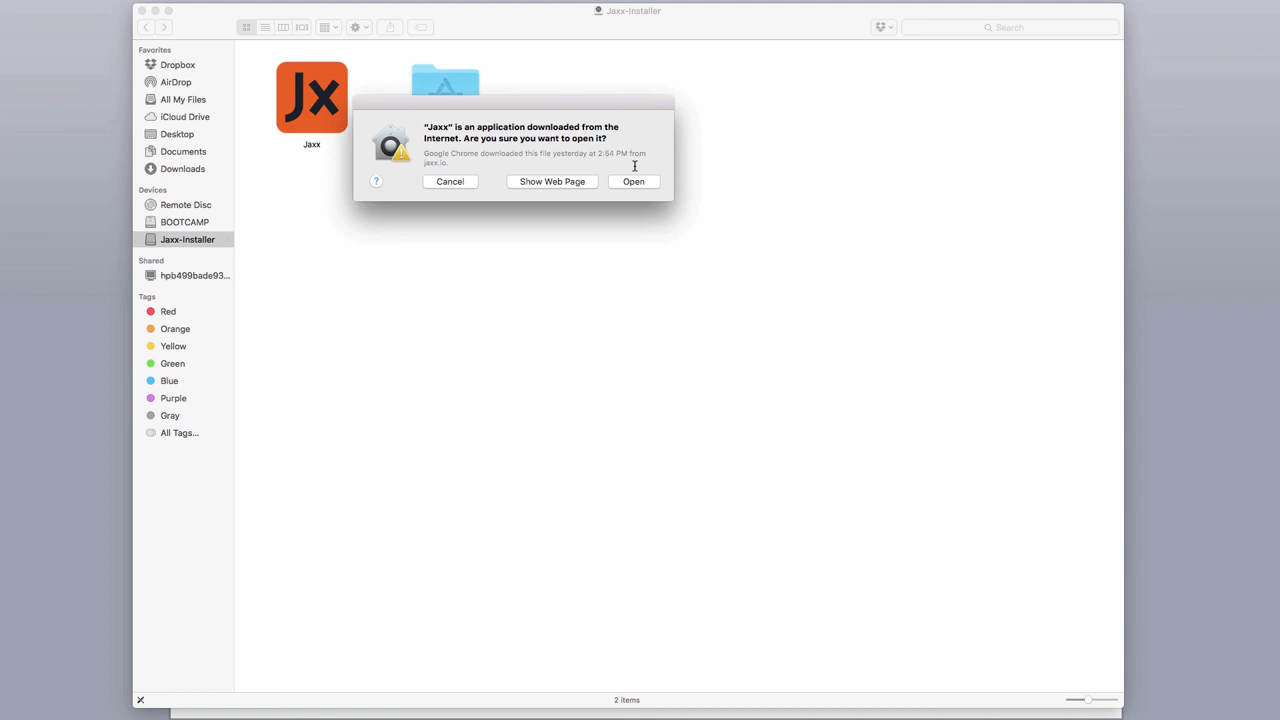 Jaxx-Installer
Search
Favorites
Dropbox
AirDrop
All My Files
iCloud Drive
Desktop
Documents
Downloads
Devices
Remote Disc
BOOTCAMP
Jaxx-Installer
Shared
hpb499bade93...
Tags
Red
Orange
Yellow
Green
Blue
Purple
Gray
All Tags...
Jx
Jaxx
“Jaxx” is an application downloaded from the
Internet. Are you sure you want to open it?
Google Chrome downloaded this file yesterday at 2:54 PM from
jaxx.io.
?
Cancel
Show Web Page
Open
2 items